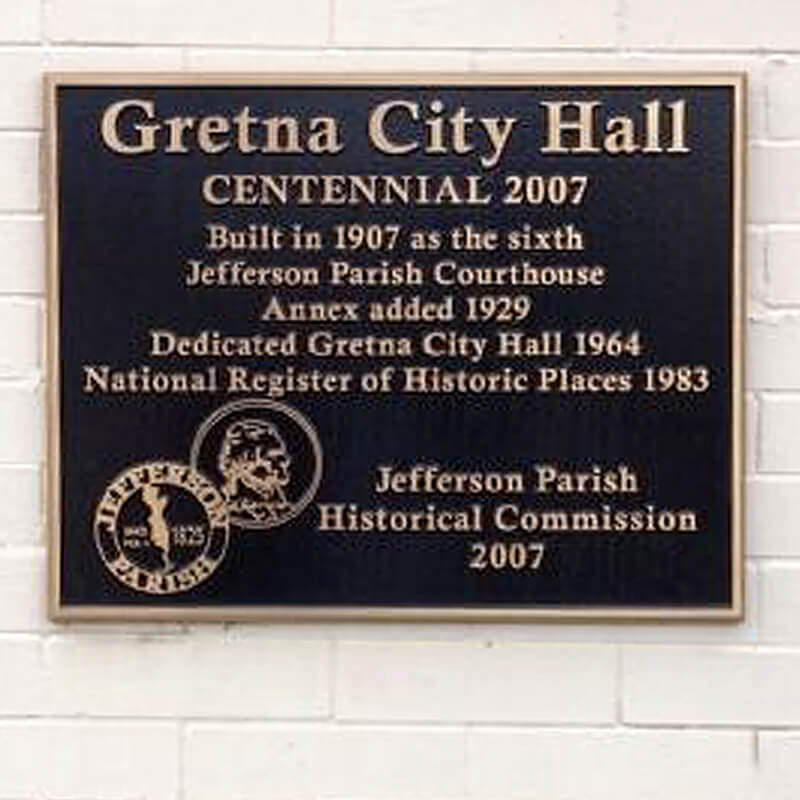 Gretna City Hall
CENTENNIAL 2007
Built in 1907 as the sixth
Jefferson Parish Courthouse
Annex added 1929
Dedicated Gretna City Hall 1964
National Register of Historic Places 1983
Jefferson Parish
Historical Commission
2007
JEFFERSON
1825
PARISH